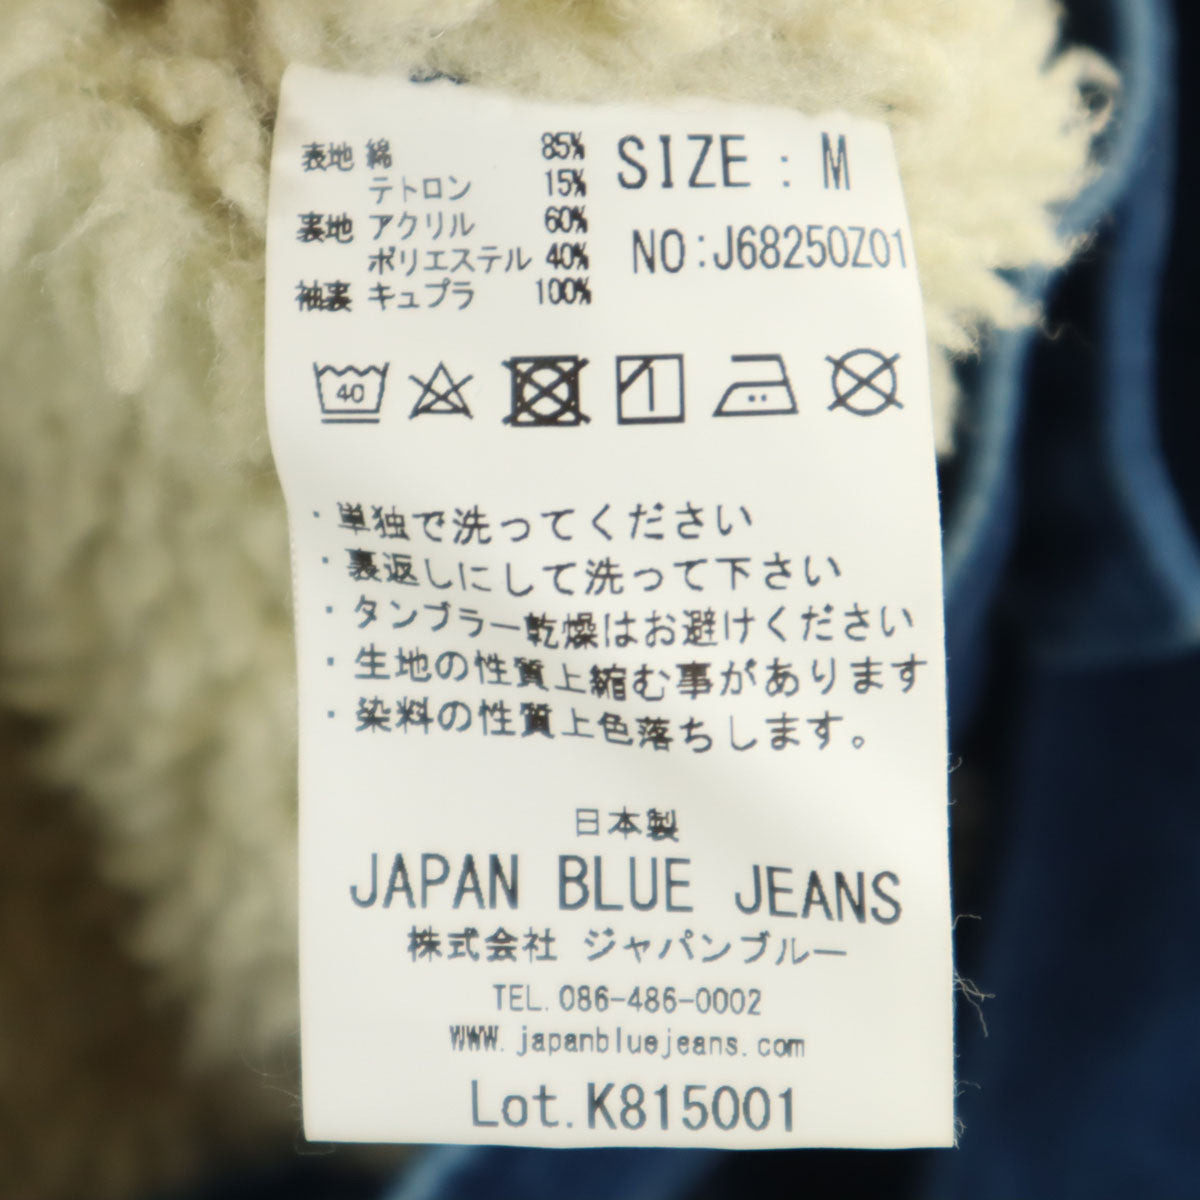 表地 綿 85%
テトロン 15%
裏地 アクリル 60%
ポリエステル 40%
袖裏 キュプラ 100%
SIZE : M
NO:J68250Z01
40
・単独で洗ってください
・裏返しにして洗って下さい
・タンブラー乾燥はお避けください
・生地の性質上縮む事があります
・染料の性質上色落ちします。
日本製
JAPAN BLUE JEANS
株式会社 ジャパンブルー
TEL. 086-486-0002
www.japanbluejeans.com
Lot.K815001